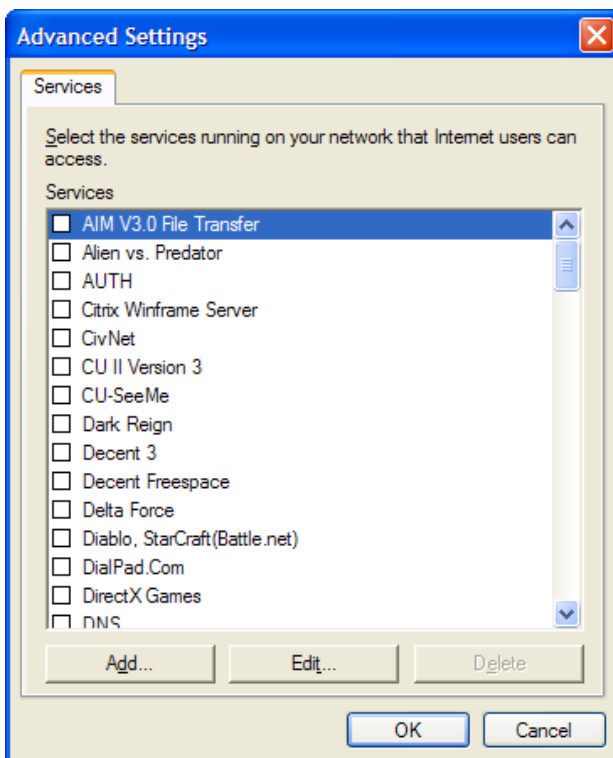 Advanced Settings
Services
Select the services running on your network that Internet users can
access.
Services
AIM V3.0 File Transfer
Alien vs. Predator
AUTH
Citrix Winframe Server
CivNet
CU II Version 3
CU-SeeMe
Dark Reign
Decent 3
Decent Freespace
Delta Force
Diablo, StarCraft(Battle.net)
DialPad.Com
DirectX Games
DNS
Add... Edit... Delete
OK Cancel